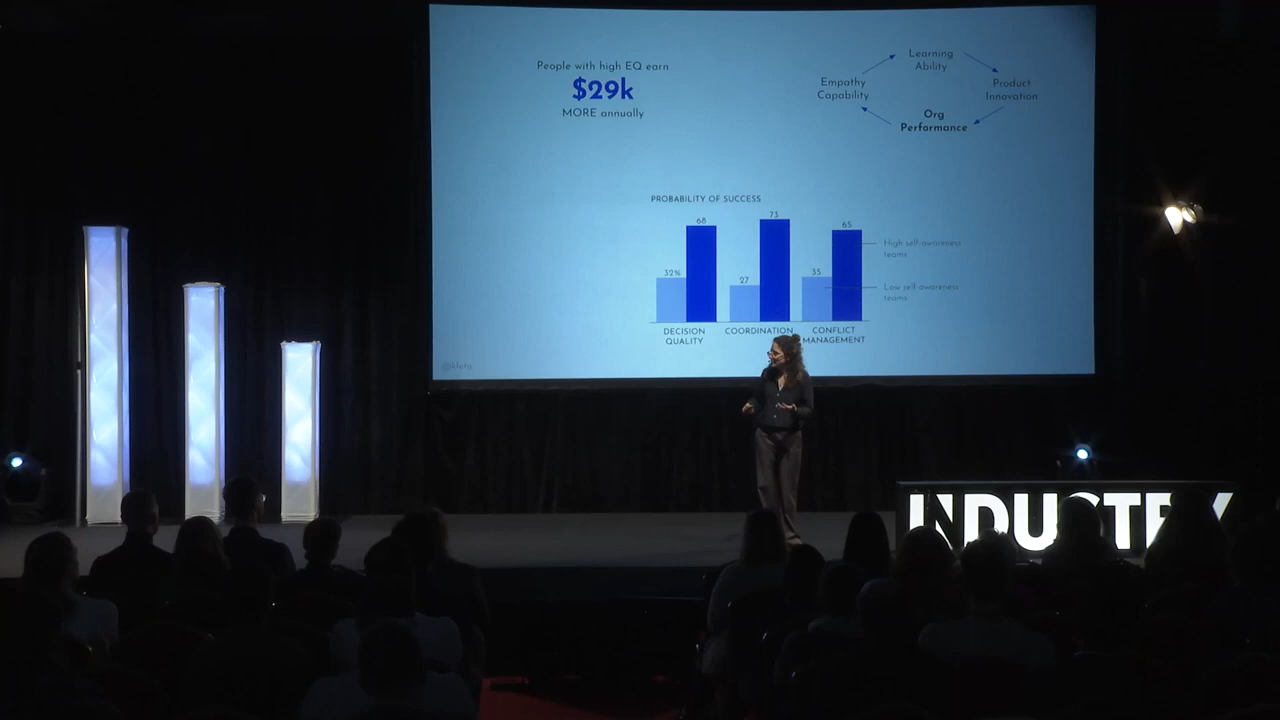 People with high EQ earn
$29k
MORE annually
Learning
Ability
Empathy
Capability
Product
Innovation
Org
Performance
PROBABILITY OF SUCCESS
32%
68
27
73
35
65
High self-awareness
teams
Low self-awareness
teams
DECISION
QUALITY
COORDINATION
CONFLICT
MANAGEMENT
INDUSTRY